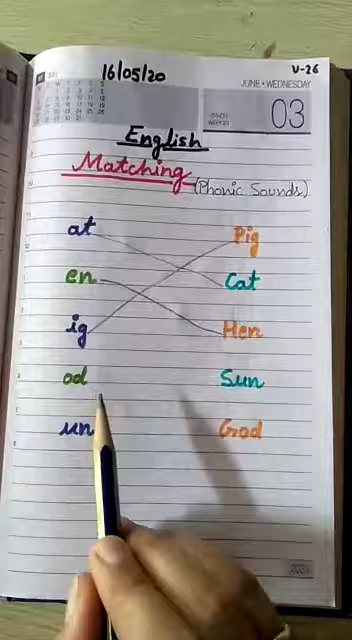 16/05/20
V-26
JUNE • WEDNESDAY
03
English
Matching (Phonic Sounds)
at Pig
en Cat
ig Hen
od Sun
un God